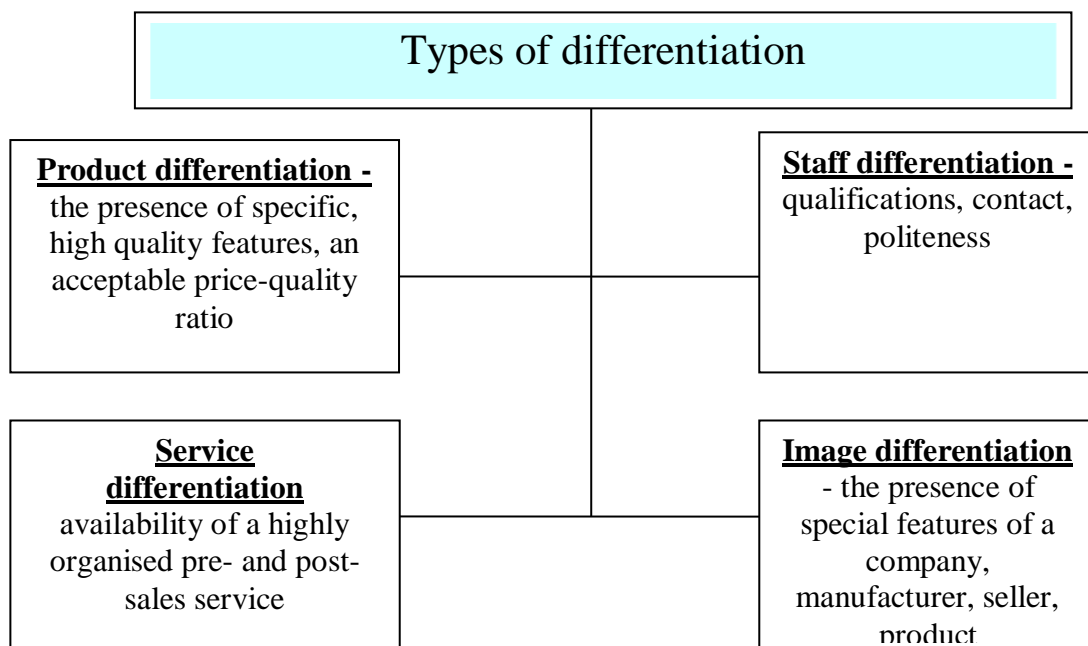 Types of differentiation
Product differentiation -
the presence of specific,
high quality features, an
acceptable price-quality
ratio
Staff differentiation -
qualifications, contact,
politeness
Service
differentiation
availability of a highly
organised pre- and post-
sales service
Image differentiation
- the presence of
special features of a
company,
manufacturer, seller,
product